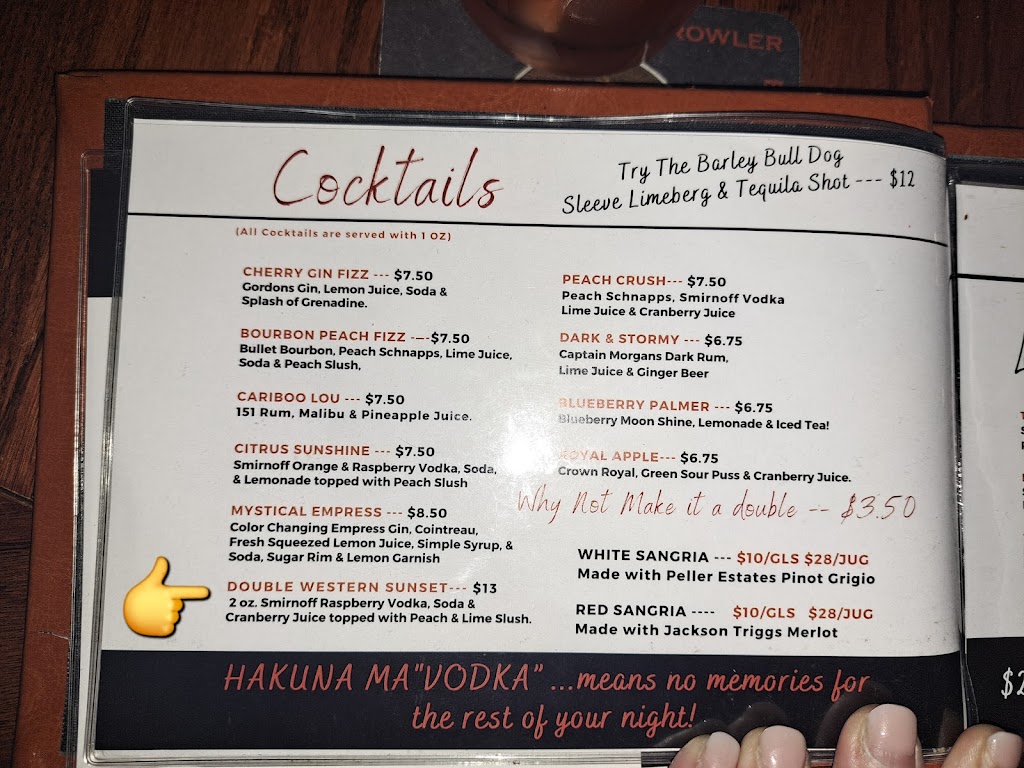 ROWLER
Cocktails
Try The Barley Bull Dog
Sleeve Limeberg & Tequila Shot --- $12
(All Cocktails are served with 1 OZ)
CHERRY GIN FIZZ --- $7.50
Gordons Gin, Lemon Juice, Soda &
Splash of Grenadine.
BOURBON PEACH FIZZ ---$7.50
Bullet Bourbon, Peach Schnapps, Lime Juice,
Soda & Peach Slush,
CARIBOO LOU --- $7.50
151 Rum, Malibu & Pineapple Juice.
CITRUS SUNSHINE --- $7.50
Smirnoff Orange & Raspberry Vodka, Soda,
& Lemonade topped with Peach Slush
MYSTICAL EMPRESS --- $8.50
Color Changing Empress Gin, Cointreau,
Fresh Squeezed Lemon Juice, Simple Syrup, &
Soda, Sugar Rim & Lemon Garnish
DOUBLE WESTERN SUNSET--- $13
2 oz. Smirnoff Raspberry Vodka, Soda &
Cranberry Juice topped with Peach & Lime Slush.
PEACH CRUSH--- $7.50
Peach Schnapps, Smirnoff Vodka
Lime Juice & Cranberry Juice
DARK & STORMY --- $6.75
Captain Morgans Dark Rum,
Lime Juice & Ginger Beer
BLUEBERRY PALMER --- $6.75
Blueberry Moon Shine, Lemonade & Iced Tea!
ROYAL APPLE--- $6.75
Crown Royal, Green Sour Puss & Cranberry Juice.
Why Not Make it a double -- $3.50
WHITE SANGRIA --- $10/GLS $28/JUG
Made with Peller Estates Pinot Grigio
RED SANGRIA ---- $10/GLS $28/JUG
Made with Jackson Triggs Merlot
HAKUNA MA"VODKA" ...means no memories for
the rest of your night!